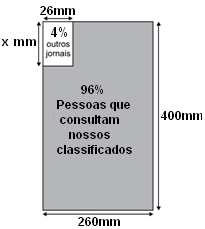 26mm
x mm
4%
outros
jornais
96%
Pessoas que
consultam
nossos
classificados
400mm
260mm